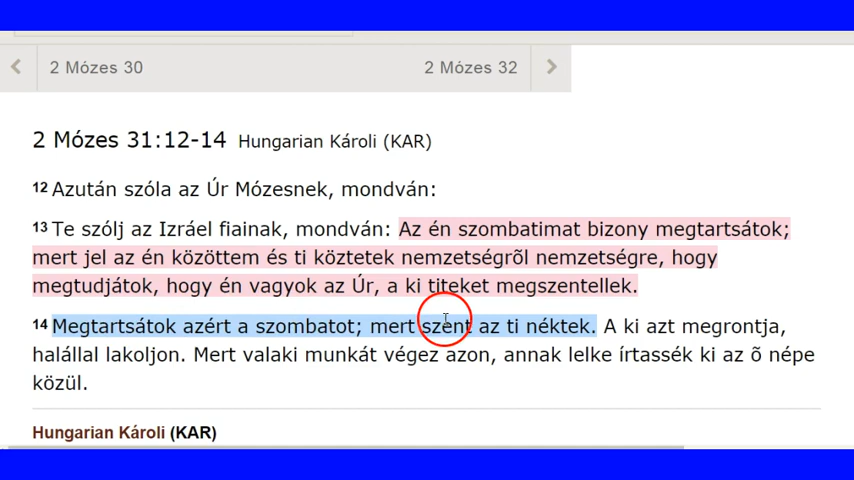 2 Mózes 30
2 Mózes 32
2 Mózes 31:12-14 Hungarian Károli (KAR)
12 Azután szóla az Úr Mózesnek, mondván:
13 Te szólj az Izráel fiainak, mondván: Az én szombatimat bizony megtartsátok;
mert jel az én közöttem és ti köztetek nemzetségrõl nemzetségre, hogy
megtudjátok, hogy én vagyok az Úr, a ki titeket megszentellek.
14 Megtartsátok azért a szombatot; mert szent az ti néktek. A ki azt megrontja,
halállal lakoljon. Mert valaki munkát végez azon, annak lelke írtassék ki az õ népe
közül.
Hungarian Károli (KAR)